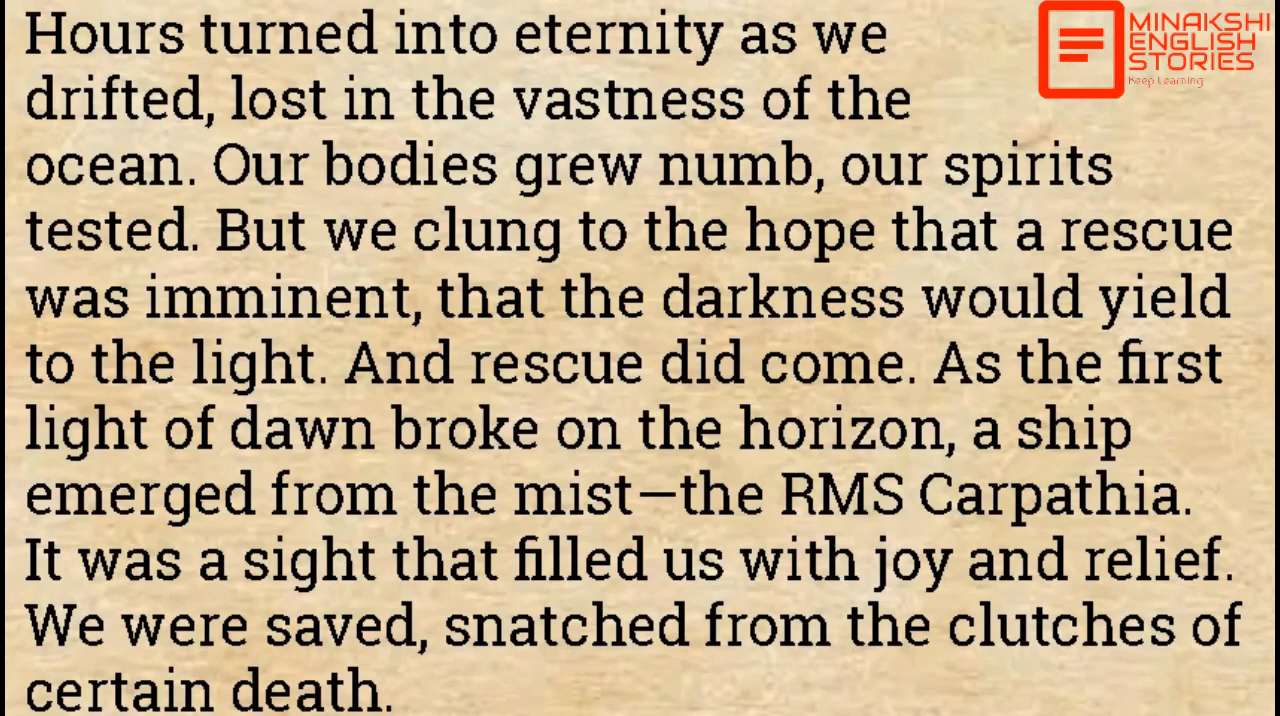 Hours turned into eternity as we
drifted, lost in the vastness of the
ocean. Our bodies grew numb, our spirits
tested. But we clung to the hope that a rescue
was imminent, that the darkness would yield
to the light. And rescue did come. As the first
light of dawn broke on the horizon, a ship
emerged from the mist—the RMS Carpathia.
It was a sight that filled us with joy and relief.
We were saved, snatched from the clutches of
certain death.
MINAKSHI
ENGLISH
STORIES
Keep Learning